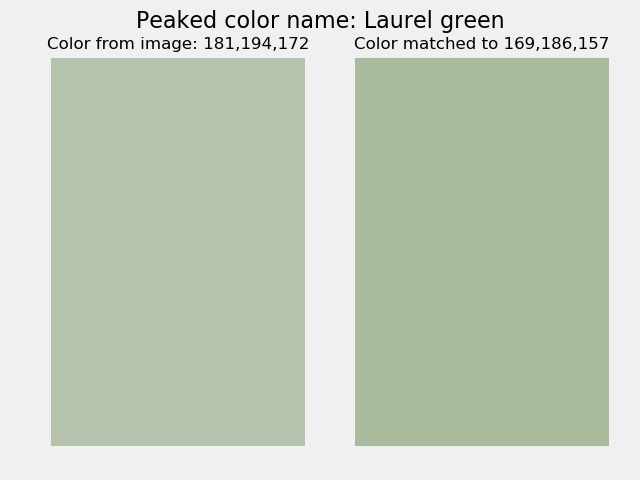 Peaked color name: Laurel green
Color from image: 181,194,172
Color matched to 169,186,157